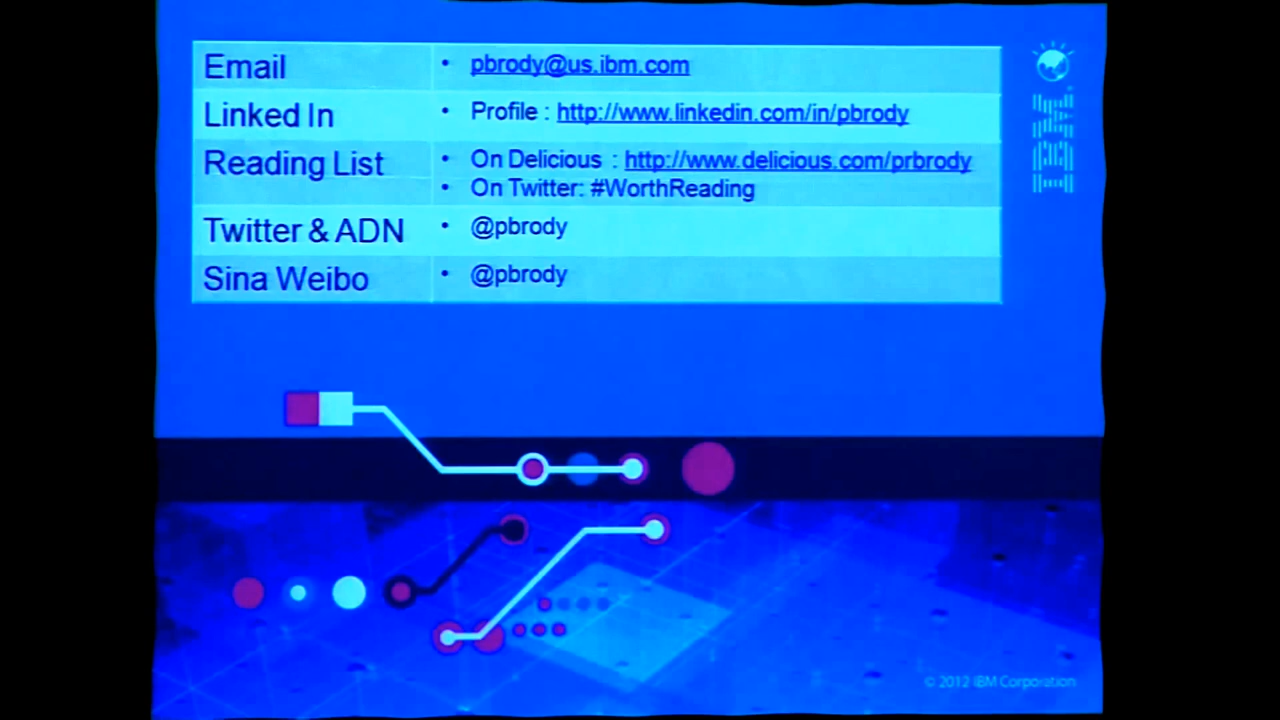 Email
• pbrody@us.ibm.com
Linked In
• Profile : http://www.linkedin.com/in/pbrody
Reading List
• On Delicious : http://www.delicious.com/prbrody
• On Twitter: #WorthReading
Twitter & ADN
• @pbrody
Sina Weibo
• @pbrody
IBM
© 2012 IBM Corporation